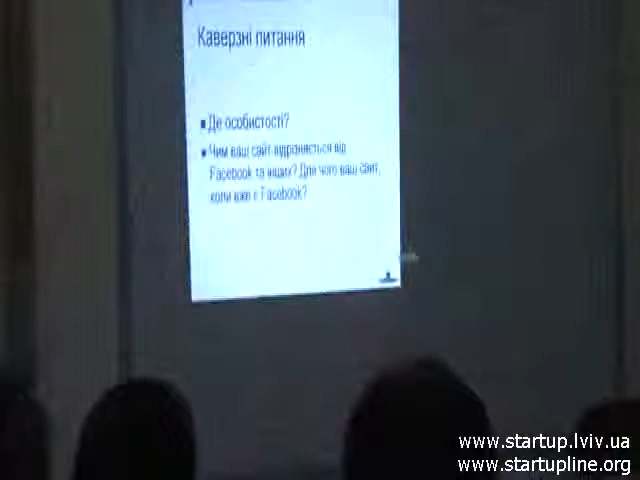 Каверзні питання
▪ Де особистості?
▪ Чим ваш сайт відрізняється від
Facebook та інших? Для чого ваш сайт,
коли вже є Facebook?
www.startup.lviv.ua
www.startupline.org